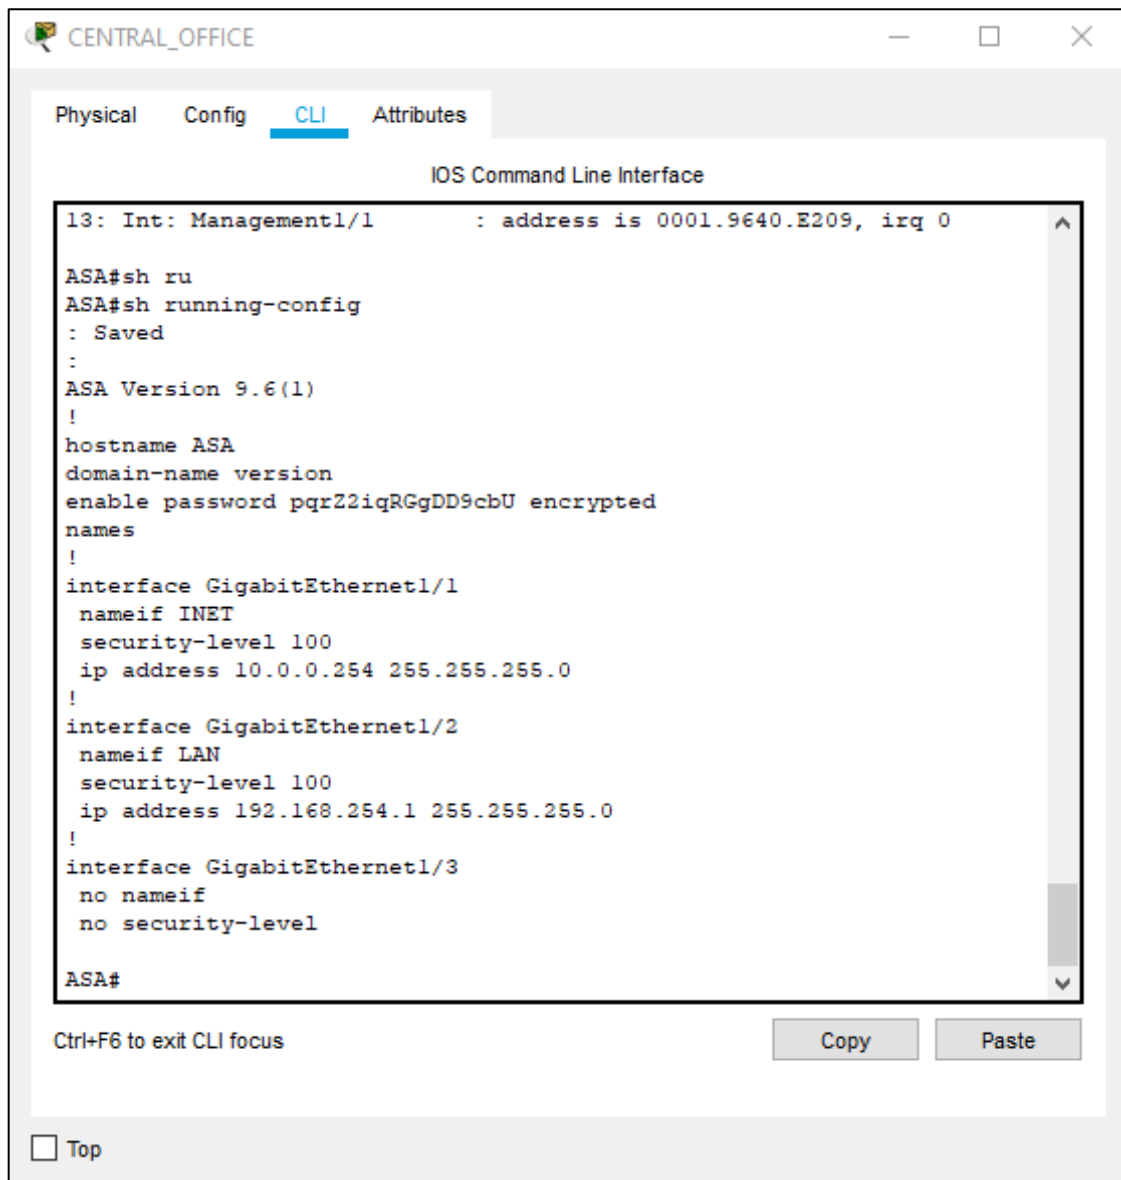 CENTRAL_OFFICE
Physical Config CLI Attributes
IOS Command Line Interface
13: Int: Management1/1 : address is 0001.9640.E209, irq 0
ASA#sh ru
ASA#sh running-config
: Saved
:
ASA Version 9.6(1)
!
hostname ASA
domain-name version
enable password pqrZ2iqRGgDD9cbU encrypted
names
!
interface GigabitEthernet1/1
nameif INET
security-level 100
ip address 10.0.0.254 255.255.255.0
!
interface GigabitEthernet1/2
nameif LAN
security-level 100
ip address 192.168.254.1 255.255.255.0
!
interface GigabitEthernet1/3
no nameif
no security-level
ASA#
Ctrl+F6 to exit CLI focus
Copy Paste
Top